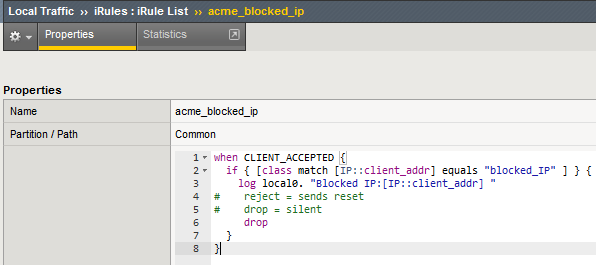 Local Traffic ›› iRules : iRule List ›› acme_blocked_ip
Properties Statistics
Properties
Name acme_blocked_ip
Partition / Path Common
1 when CLIENT_ACCEPTED {
2 if { [class match [IP::client_addr] equals "blocked_IP" ] } {
3 log local0. "Blocked IP:[IP::client_addr] "
4 # reject = sends reset
5 # drop = silent
6 drop
7 }
8 }